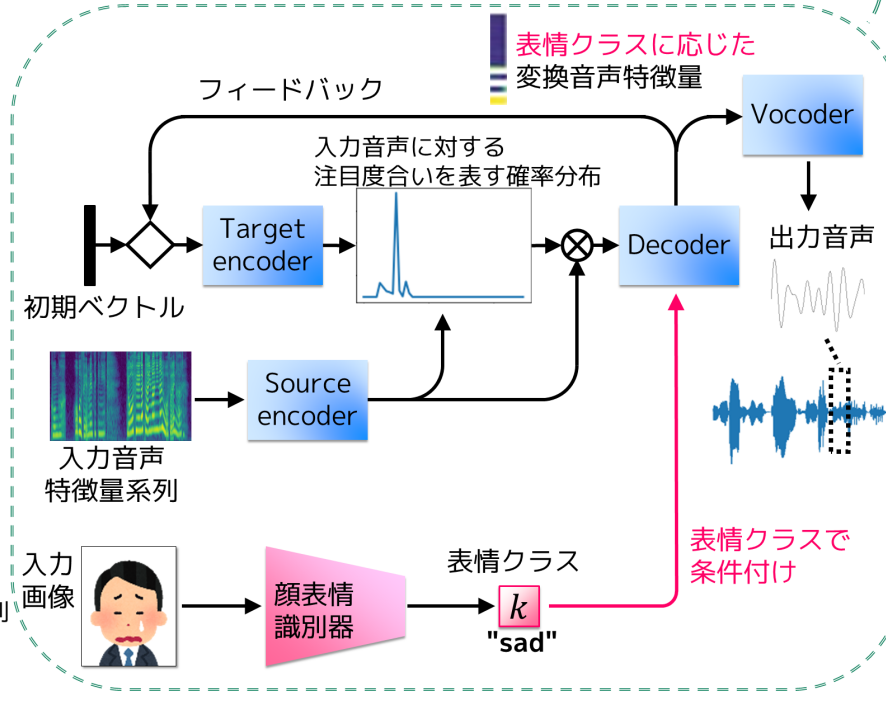 表情クラスに応じた
変換音声特徴量
フィードバック
Vocoder
入力音声に対する
注目度合いを表す確率分布
Target
encoder
Decoder
出力音声
初期ベクトル
Source
encoder
入力音声
特徴量系列
表情クラスで
条件付け
入力
画像
顔表情
識別器
表情クラス
k
"sad"